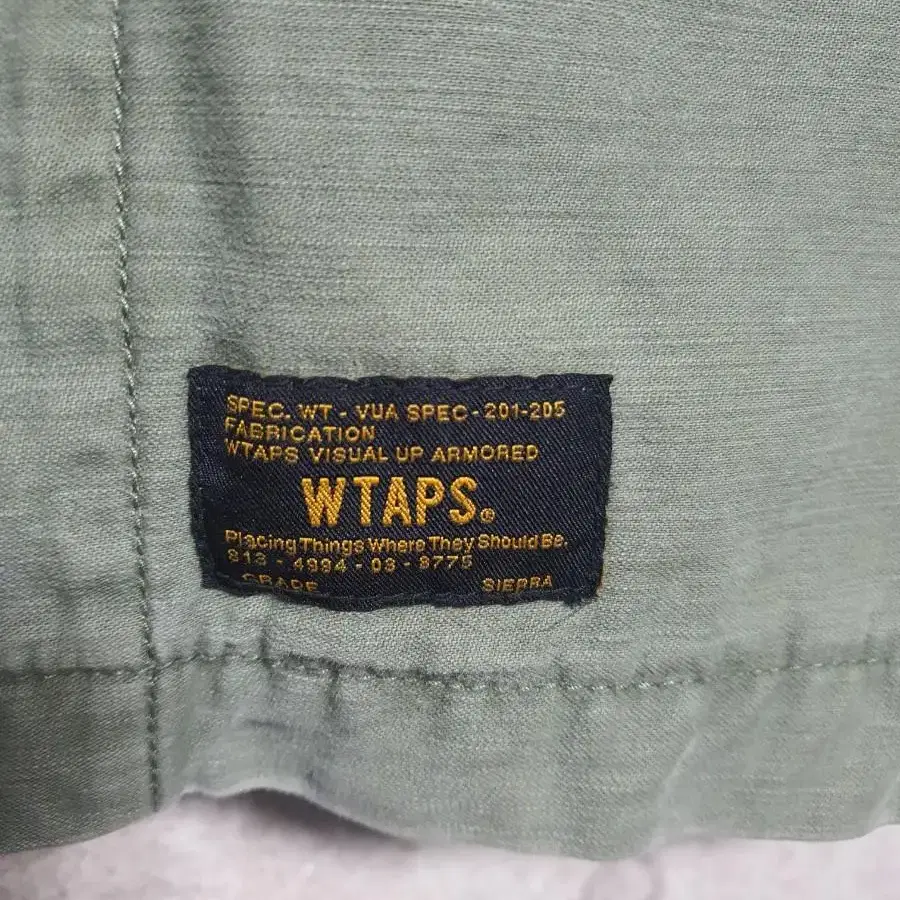 SPEC. WT - VUA SPEC - 201-205
FABRICATION
WTAPS VISUAL UP ARMORED
WTAPS®
Placing Things Where They Should Be.
813 - 4994 - 03 - 8775
GRADE SIERRA